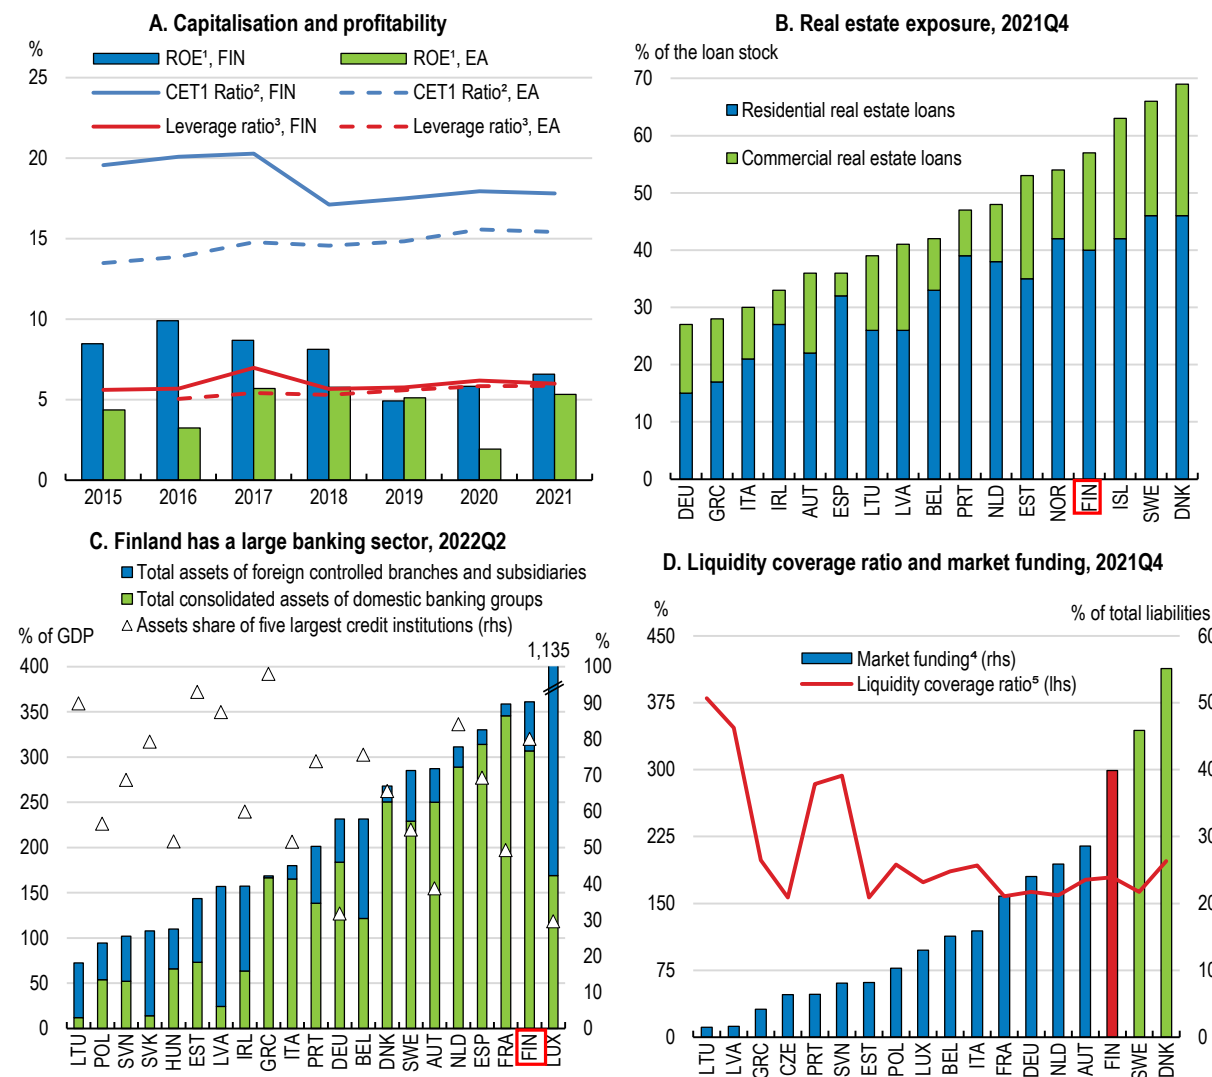 A. Capitalisation and profitability
%
ROE¹, FIN
ROE¹, EA
CET1 Ratio², FIN
CET1 Ratio², EA
Leverage ratio³, FIN
Leverage ratio³, EA
25
20
15
10
5
0
2015 2016 2017 2018 2019 2020 2021
B. Real estate exposure, 2021Q4
% of the loan stock
Residential real estate loans
Commercial real estate loans
70
60
50
40
30
20
10
0
DEU GRC ITA IRL AUT ESP LTU LVA BEL PRT NLD EST NOR FIN ISL SWE DNK
C. Finland has a large banking sector, 2022Q2
Total assets of foreign controlled branches and subsidiaries
Total consolidated assets of domestic banking groups
Assets share of five largest credit institutions (rhs)
% of GDP
%
1,135
400
350
300
250
200
150
100
50
0
100
90
80
70
60
50
40
30
20
10
0
LTU POL SVN SVK HUN EST LVA IRL GRC ITA PRT DEU BEL DNK SWE AUT NLD ESP FRA FIN LUX
D. Liquidity coverage ratio and market funding, 2021Q4
%
% of total liabilities
Market funding⁴ (rhs)
Liquidity coverage ratio⁵ (lhs)
450
375
300
225
150
75
0
60
50
40
30
20
10
0
LTU LVA GRC CZE PRT SVN EST POL LUX BEL ITA FRA DEU NLD AUT FIN SWE DNK